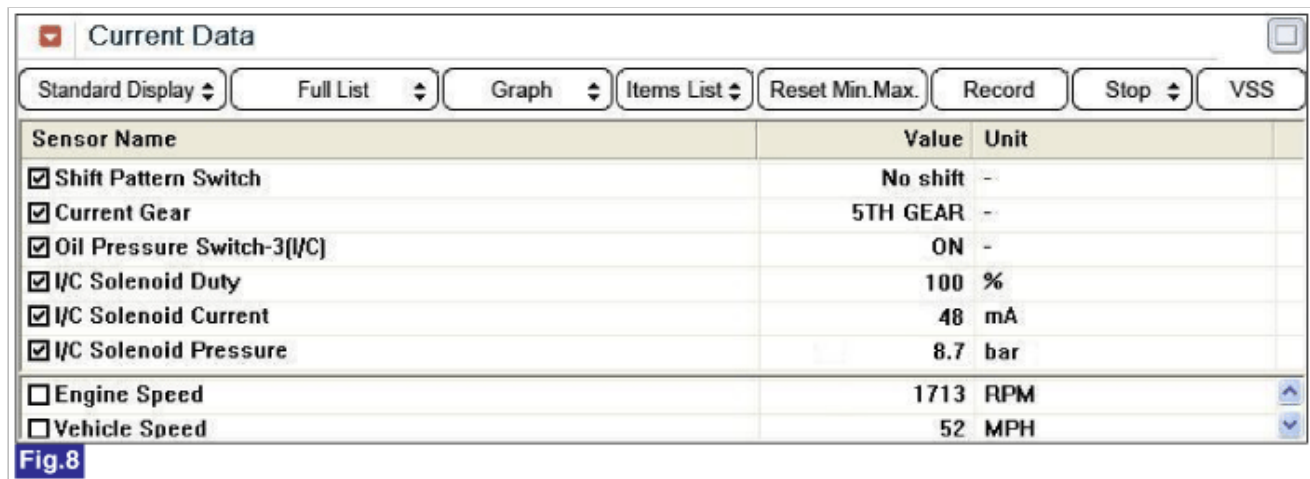 Current Data
Standard Display Full List Graph Items List Reset Min.Max. Record Stop VSS
Sensor Name Value Unit
Shift Pattern Switch No shift -
Current Gear 5TH GEAR -
Oil Pressure Switch-3(I/C) ON -
I/C Solenoid Duty 100 %
I/C Solenoid Current 48 mA
I/C Solenoid Pressure 8.7 bar
Engine Speed 1713 RPM
Vehicle Speed 52 MPH
Fig.8